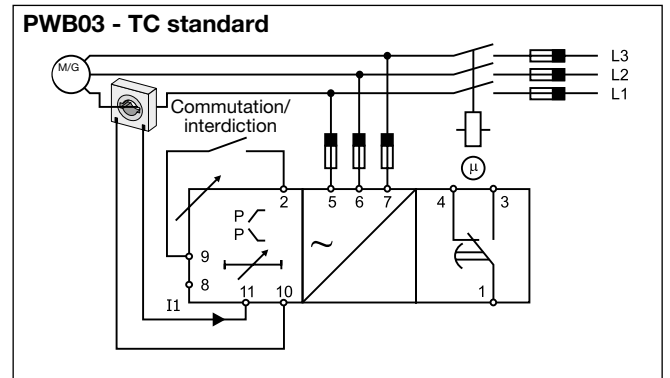 PWB03 - TC standard
M/G
L3
L2
L1
Commutation/
interdiction
μ
2
5
6
7
4
3
P
P
~
9
8
1
11
10
I1